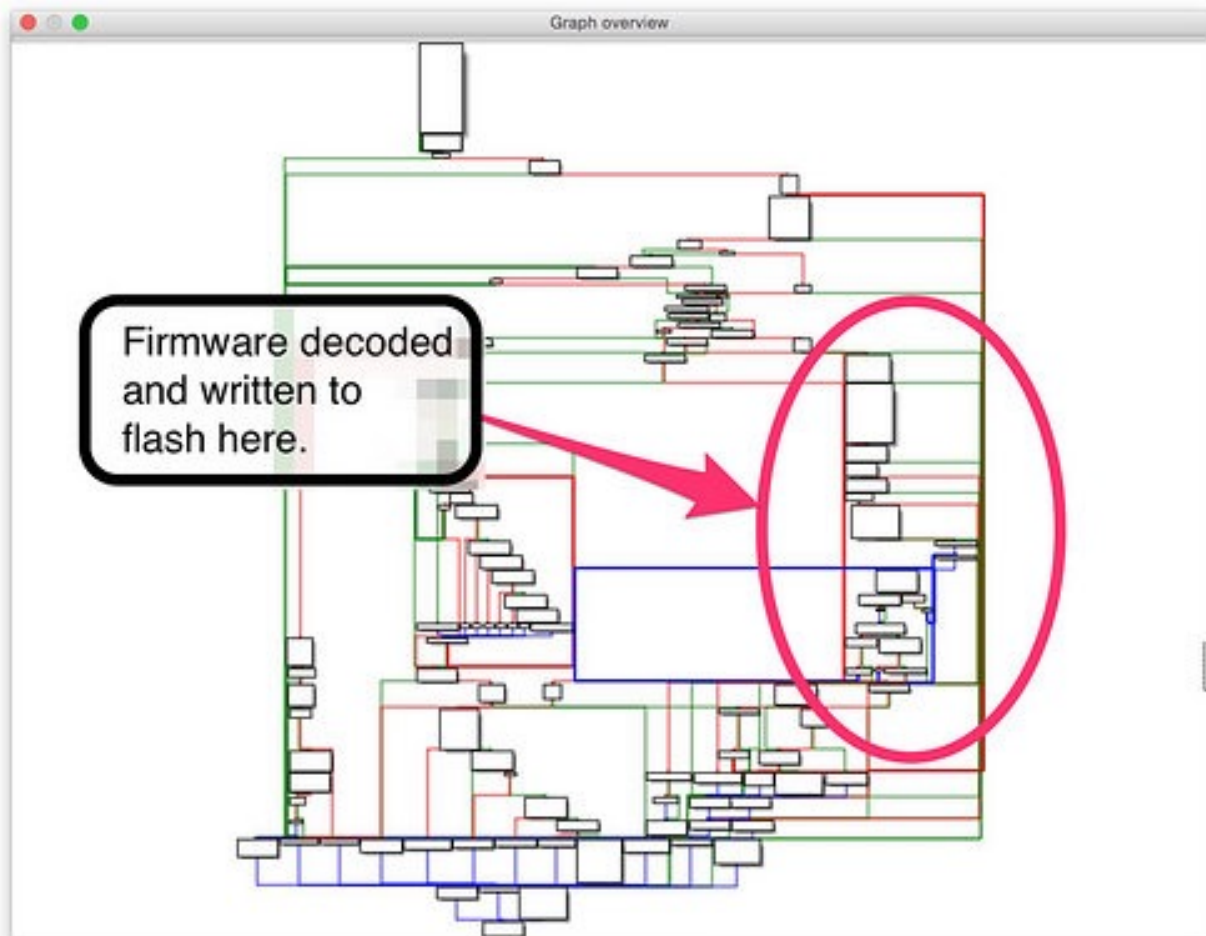 Graph overview
Firmware decoded
and written to
flash here.